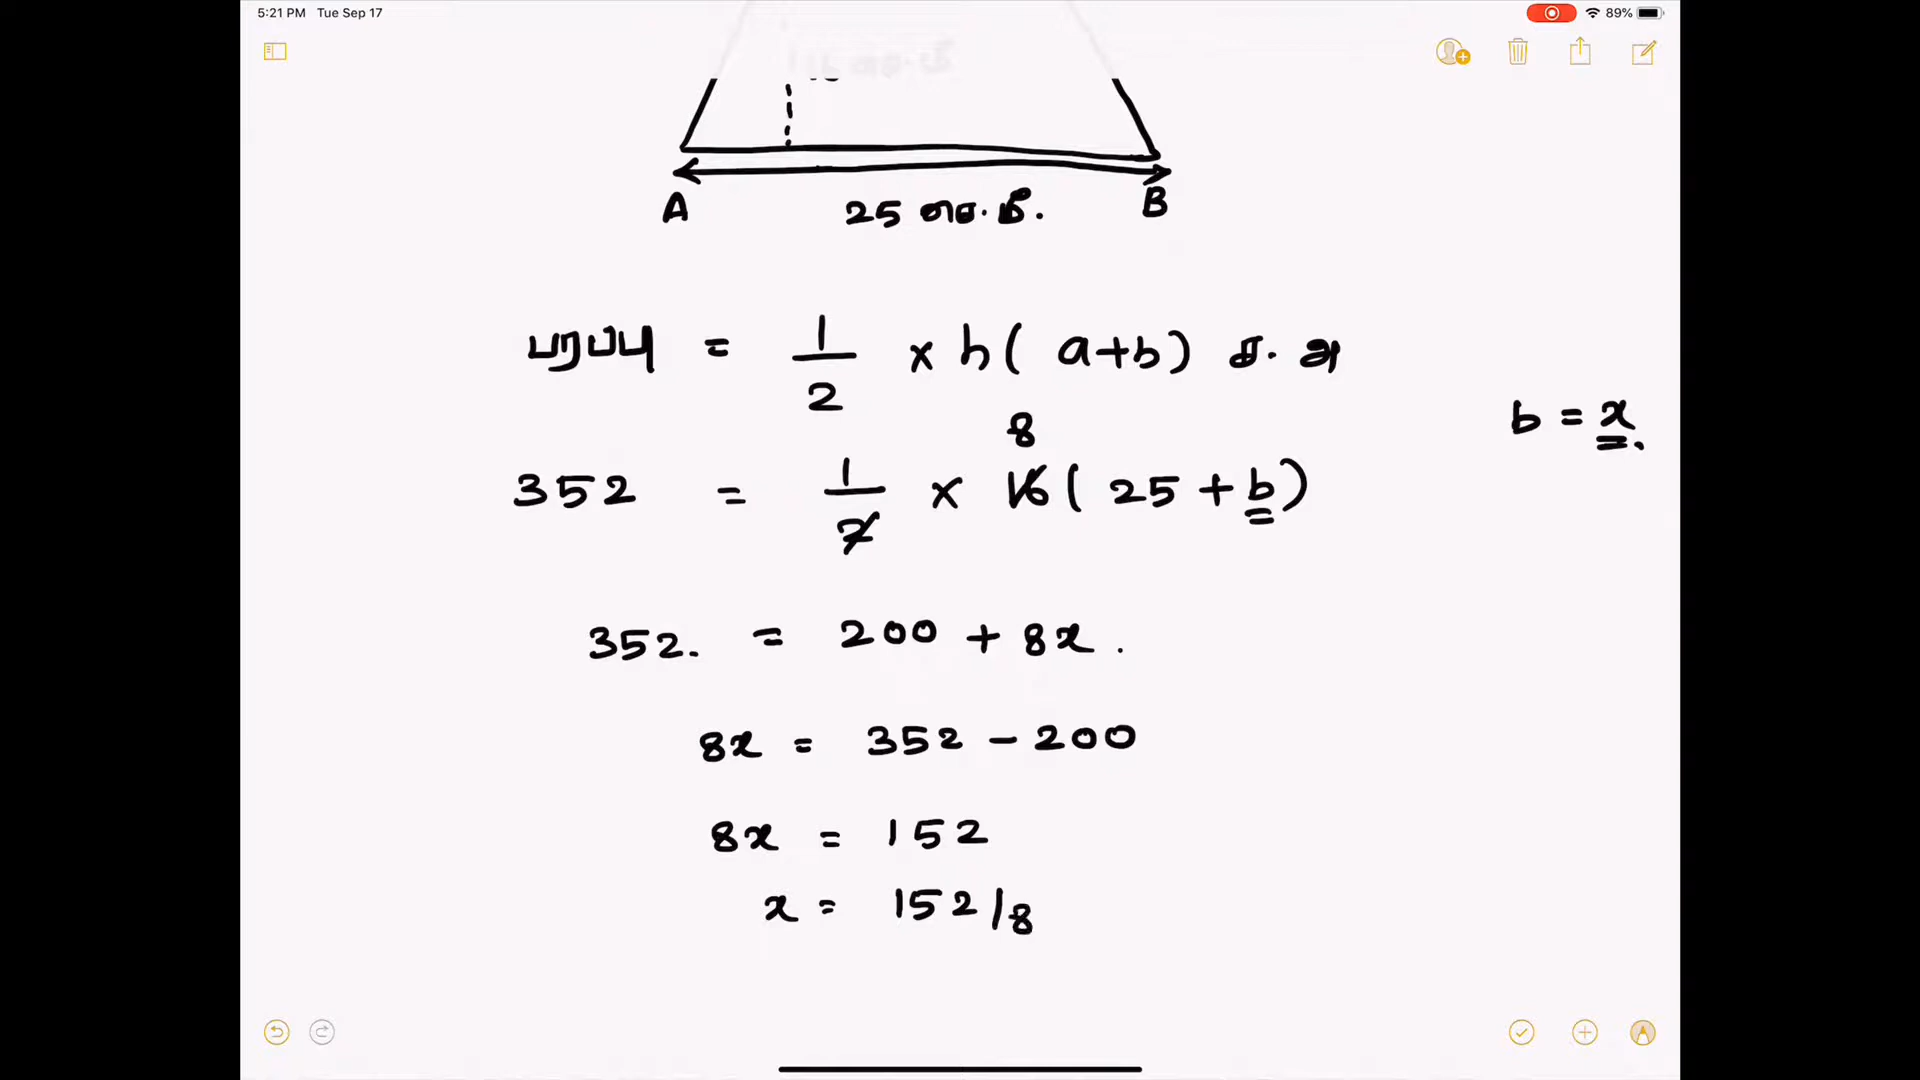 5:21 PM Tue Sep 17
89%
A 25 செ.மீ. B
பரப்பு = 1/2 × h( a+b) ச. அ
b = x.
8
352 = 1/2 × 16( 25 + b)
352. = 200 + 8x .
8x = 352 - 200
8x = 152
x = 152/8